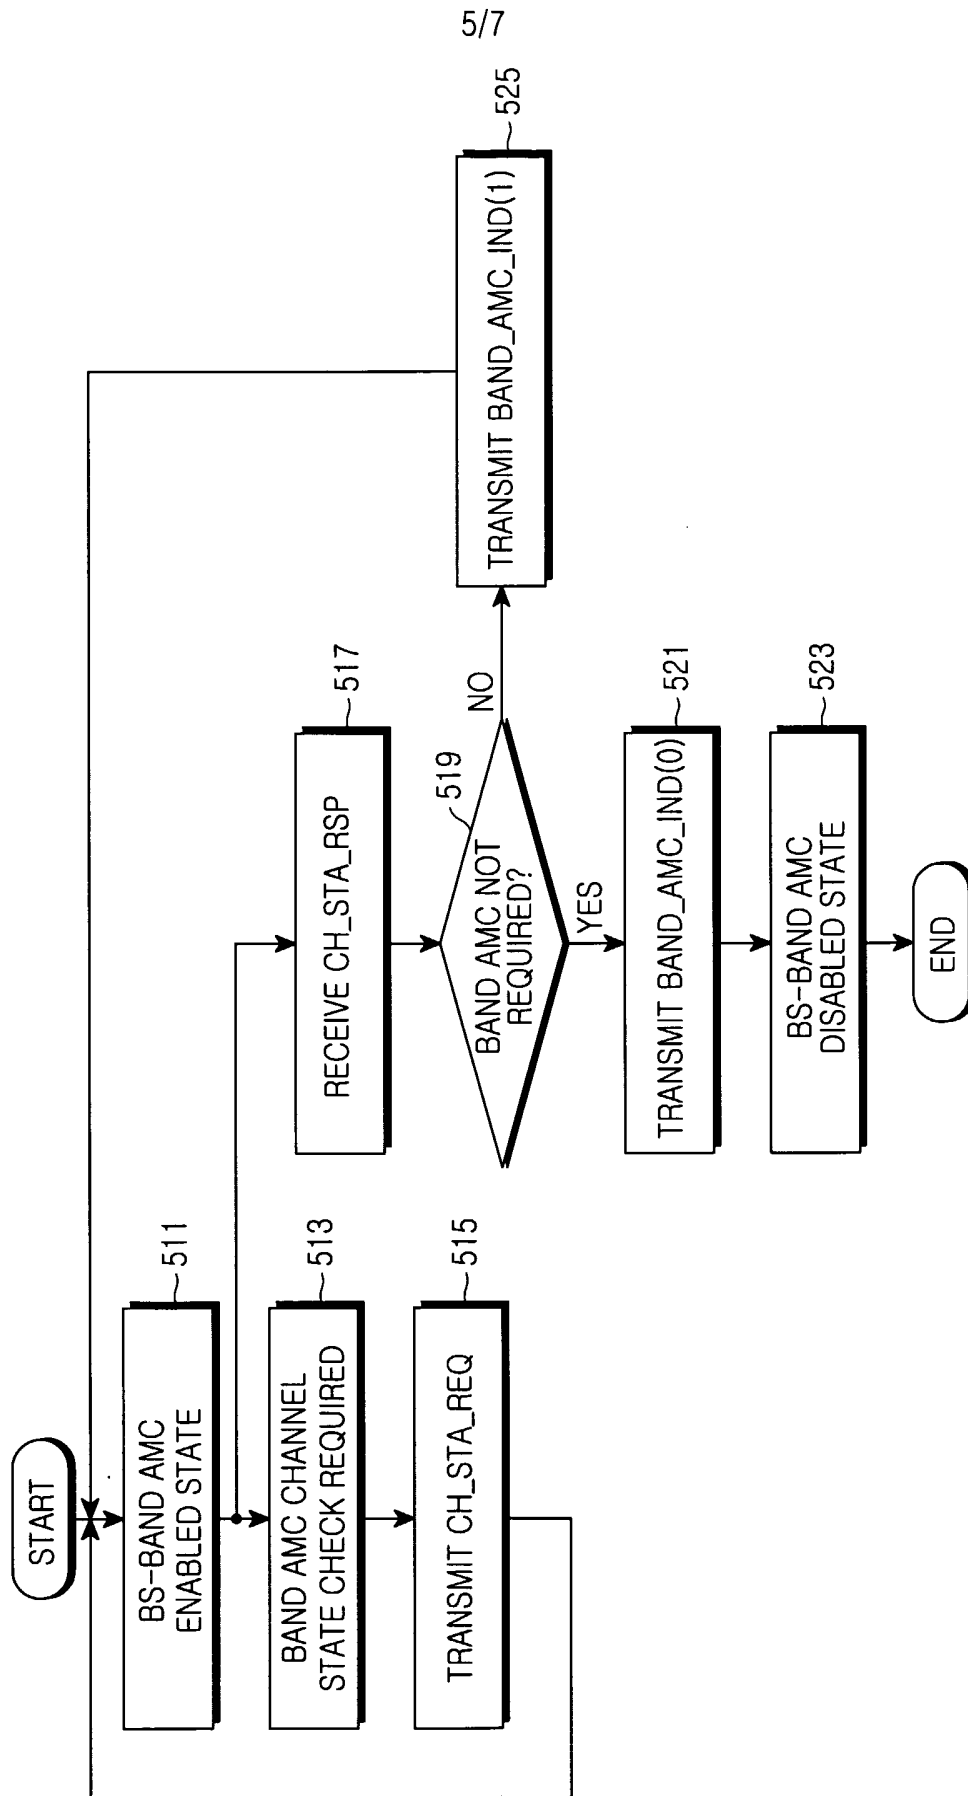 5/7
START
BS-BAND AMC
ENABLED STATE
511
BAND AMC CHANNEL
STATE CHECK REQUIRED
513
TRANSMIT CH_STA_REQ
515
RECEIVE CH_STA_RSP
517
BAND AMC NOT
REQUIRED?
519
NO
YES
TRANSMIT BAND_AMC_IND(0)
521
BS-BAND AMC
DISABLED STATE
523
END
TRANSMIT BAND_AMC_IND(1)
525